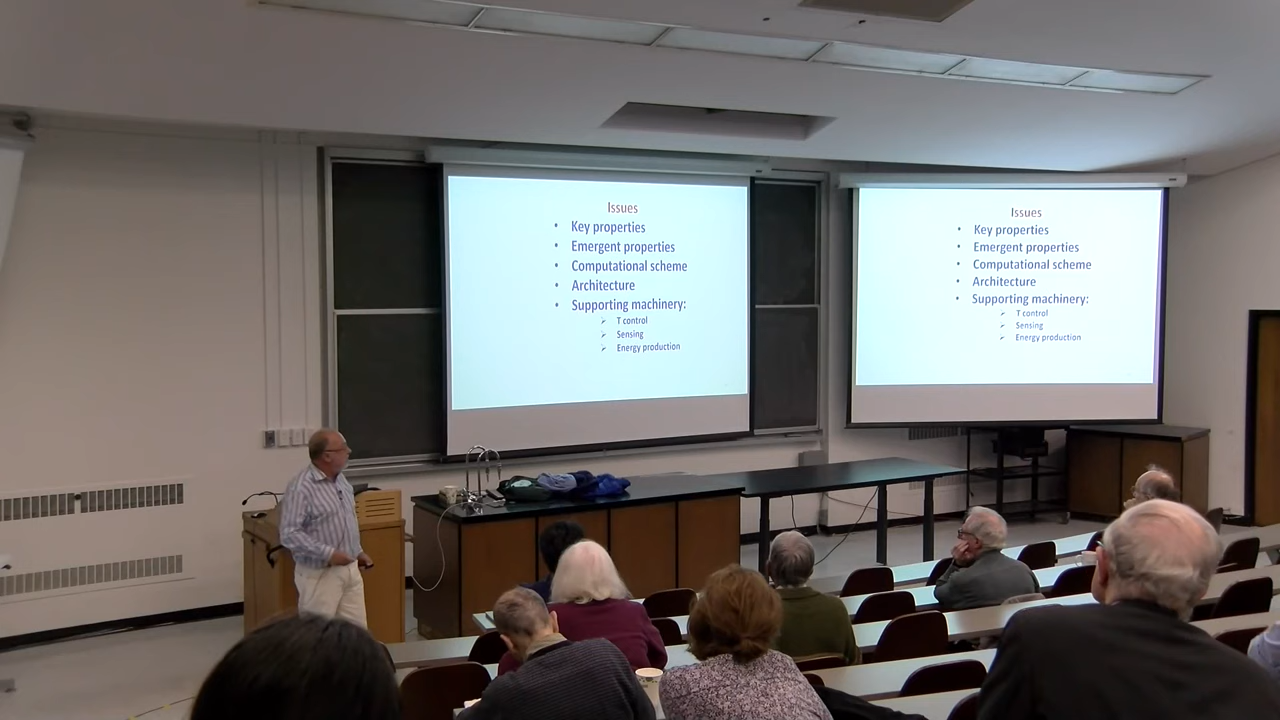 Issues
• Key properties
• Emergent properties
• Computational scheme
• Architecture
• Supporting machinery:
➢ T control
➢ Sensing
➢ Energy production
Issues
• Key properties
• Emergent properties
• Computational scheme
• Architecture
• Supporting machinery:
➢ T control
➢ Sensing
➢ Energy production